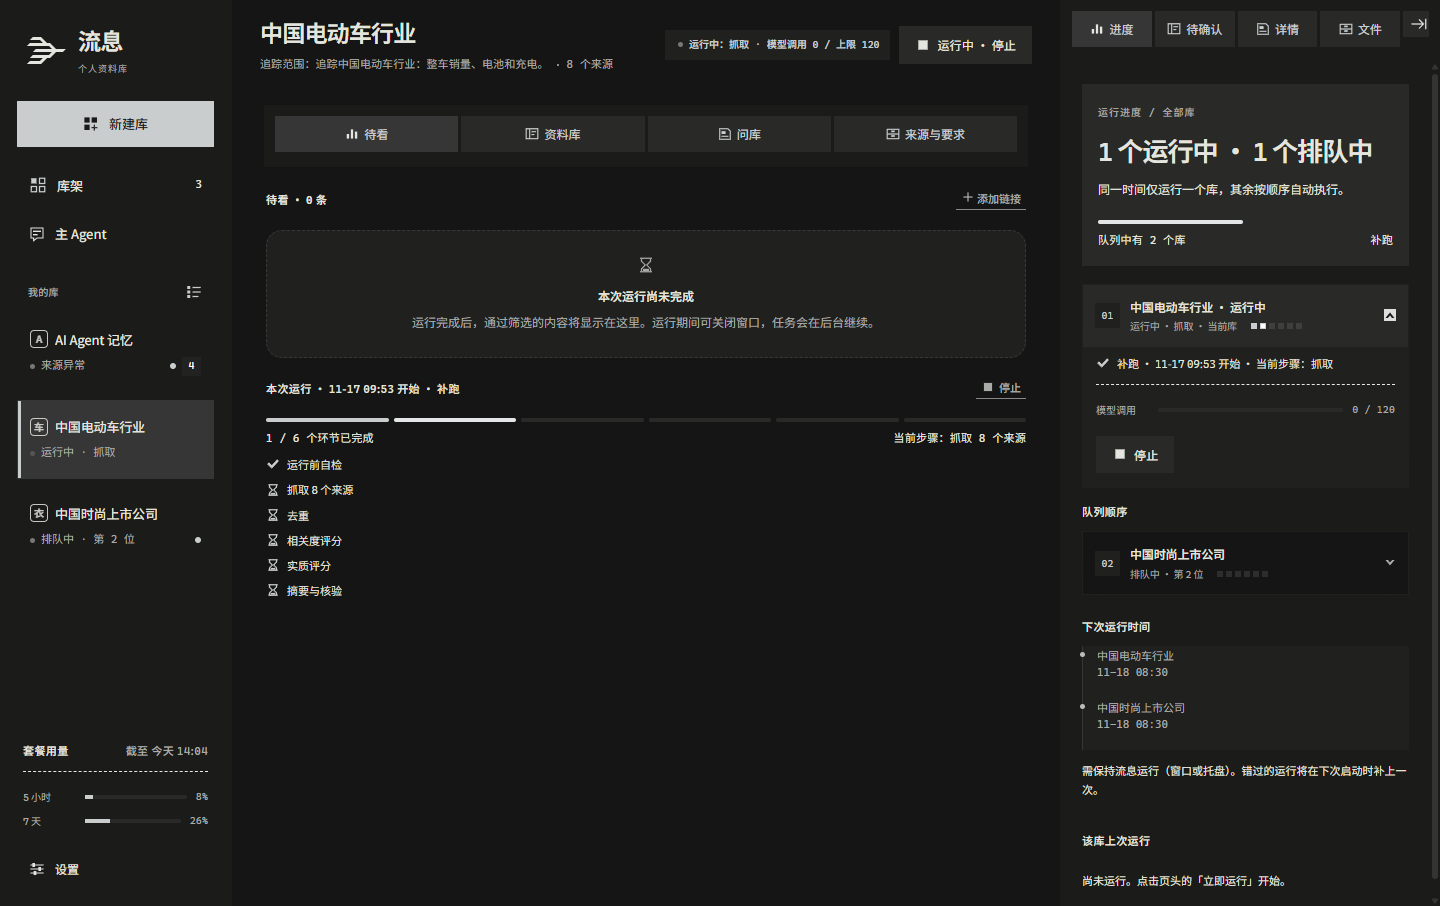 流息
个人资料库
新建库
库架 3
主 Agent
我的库
A AI Agent 记忆
来源异常 4
车 中国电动车行业
运行中 · 抓取
衣 中国时尚上市公司
排队中 · 第 2 位
套餐用量 截至 今天 14:04
5 小时 8%
7 天 26%
设置
中国电动车行业
追踪范围：追踪中国电动车行业：整车销量、电池和充电。 · 8 个来源
运行中：抓取 · 模型调用 0 / 上限 120
运行中 · 停止
待看
资料库
问库
来源与要求
待看 · 0 条
添加链接
本次运行尚未完成
运行完成后，通过筛选的内容将显示在这里。运行期间可关闭窗口，任务会在后台继续。
本次运行 · 11-17 09:53 开始 · 补跑
停止
1 / 6 个环节已完成
当前步骤：抓取 8 个来源
运行前自检
抓取 8 个来源
去重
相关度评分
实质评分
摘要与核验
进度
待确认
详情
文件
运行进度 / 全部库
1 个运行中 · 1 个排队中
同一时间仅运行一个库，其余按顺序自动执行。
队列中有 2 个库 补跑
01 中国电动车行业 · 运行中
运行中 · 抓取 · 当前库
补跑 · 11-17 09:53 开始 · 当前步骤：抓取
模型调用 0 / 120
停止
队列顺序
02 中国时尚上市公司
排队中 · 第 2 位
下次运行时间
中国电动车行业
11-18 08:30
中国时尚上市公司
11-18 08:30
需保持流息运行（窗口或托盘）。错过的运行将在下次启动时补上一
次。
该库上次运行
尚未运行。点击页头的「立即运行」开始。